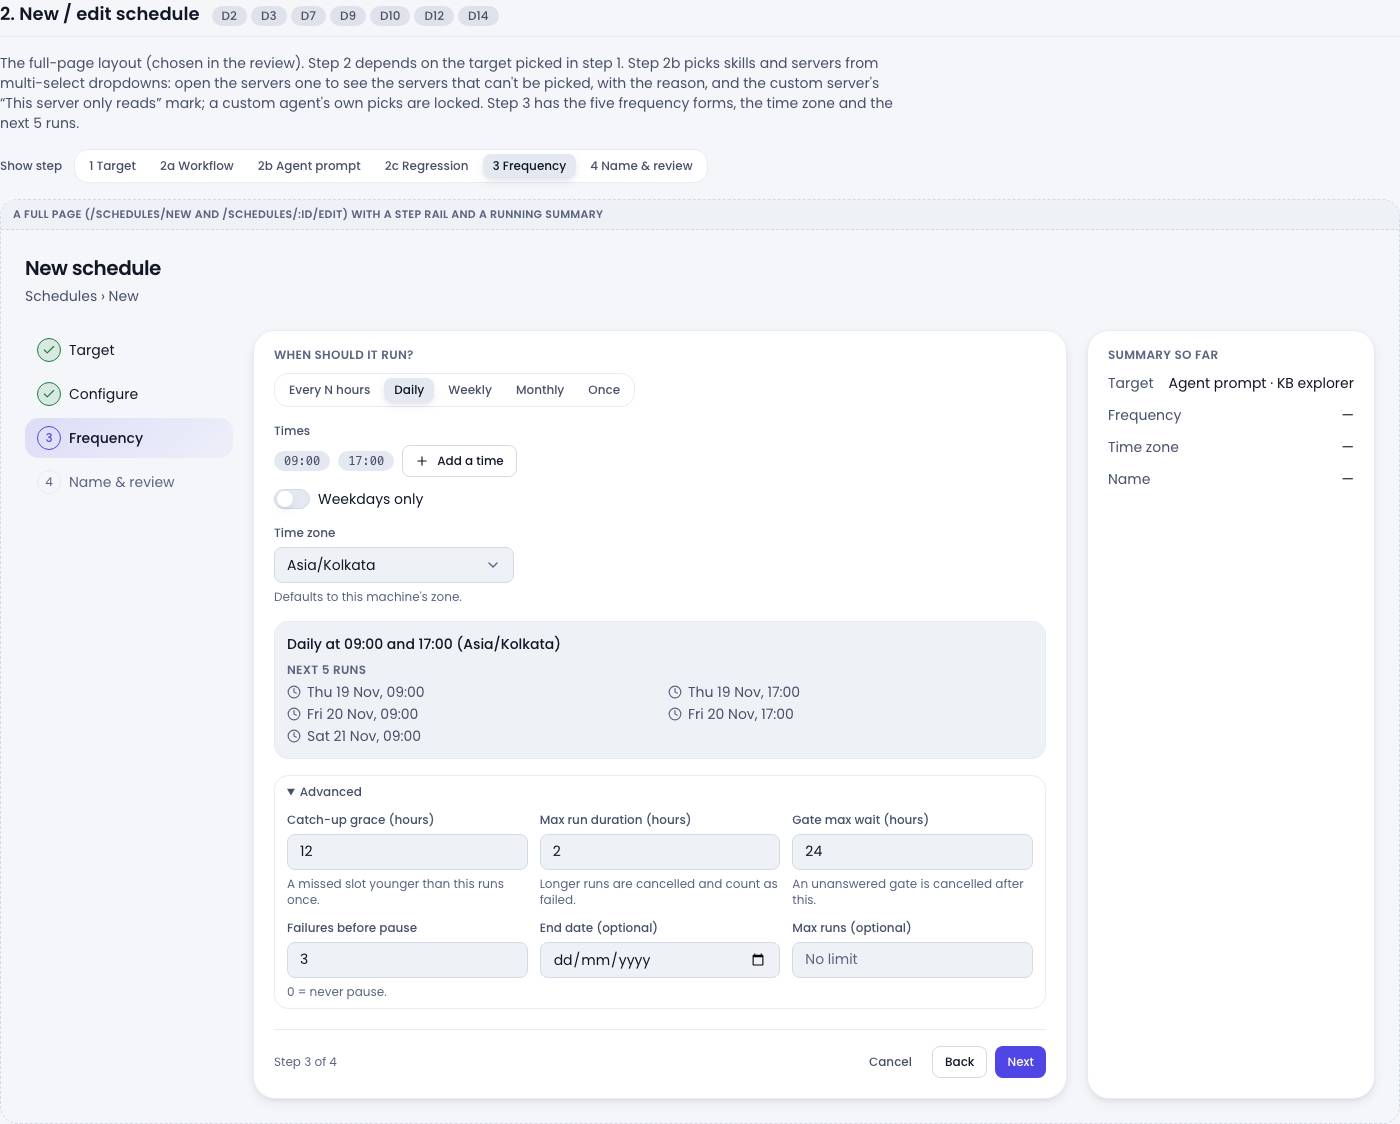 2. New / edit schedule D2 D3 D7 D9 D10 D12 D14
The full-page layout (chosen in the review). Step 2 depends on the target picked in step 1. Step 2b picks skills and servers from
multi-select dropdowns: open the servers one to see the servers that can't be picked, with the reason, and the custom server's
“This server only reads” mark; a custom agent's own picks are locked. Step 3 has the five frequency forms, the time zone and the
next 5 runs.
Show step 1 Target 2a Workflow 2b Agent prompt 2c Regression 3 Frequency 4 Name & review
A FULL PAGE (/SCHEDULES/NEW AND /SCHEDULES/:ID/EDIT) WITH A STEP RAIL AND A RUNNING SUMMARY
New schedule
Schedules › New
Target
Configure
3 Frequency
4 Name & review
WHEN SHOULD IT RUN?
Every N hours Daily Weekly Monthly Once
Times
09:00 17:00 + Add a time
Weekdays only
Time zone
Asia/Kolkata
Defaults to this machine's zone.
Daily at 09:00 and 17:00 (Asia/Kolkata)
NEXT 5 RUNS
Thu 19 Nov, 09:00 Thu 19 Nov, 17:00
Fri 20 Nov, 09:00 Fri 20 Nov, 17:00
Sat 21 Nov, 09:00
▼ Advanced
Catch-up grace (hours) Max run duration (hours) Gate max wait (hours)
12 2 24
A missed slot younger than this runs Longer runs are cancelled and count as An unanswered gate is cancelled after
once. failed. this.
Failures before pause End date (optional) Max runs (optional)
3 dd/mm/yyyy No limit
0 = never pause.
Step 3 of 4 Cancel Back Next
SUMMARY SO FAR
Target Agent prompt · KB explorer
Frequency —
Time zone —
Name —